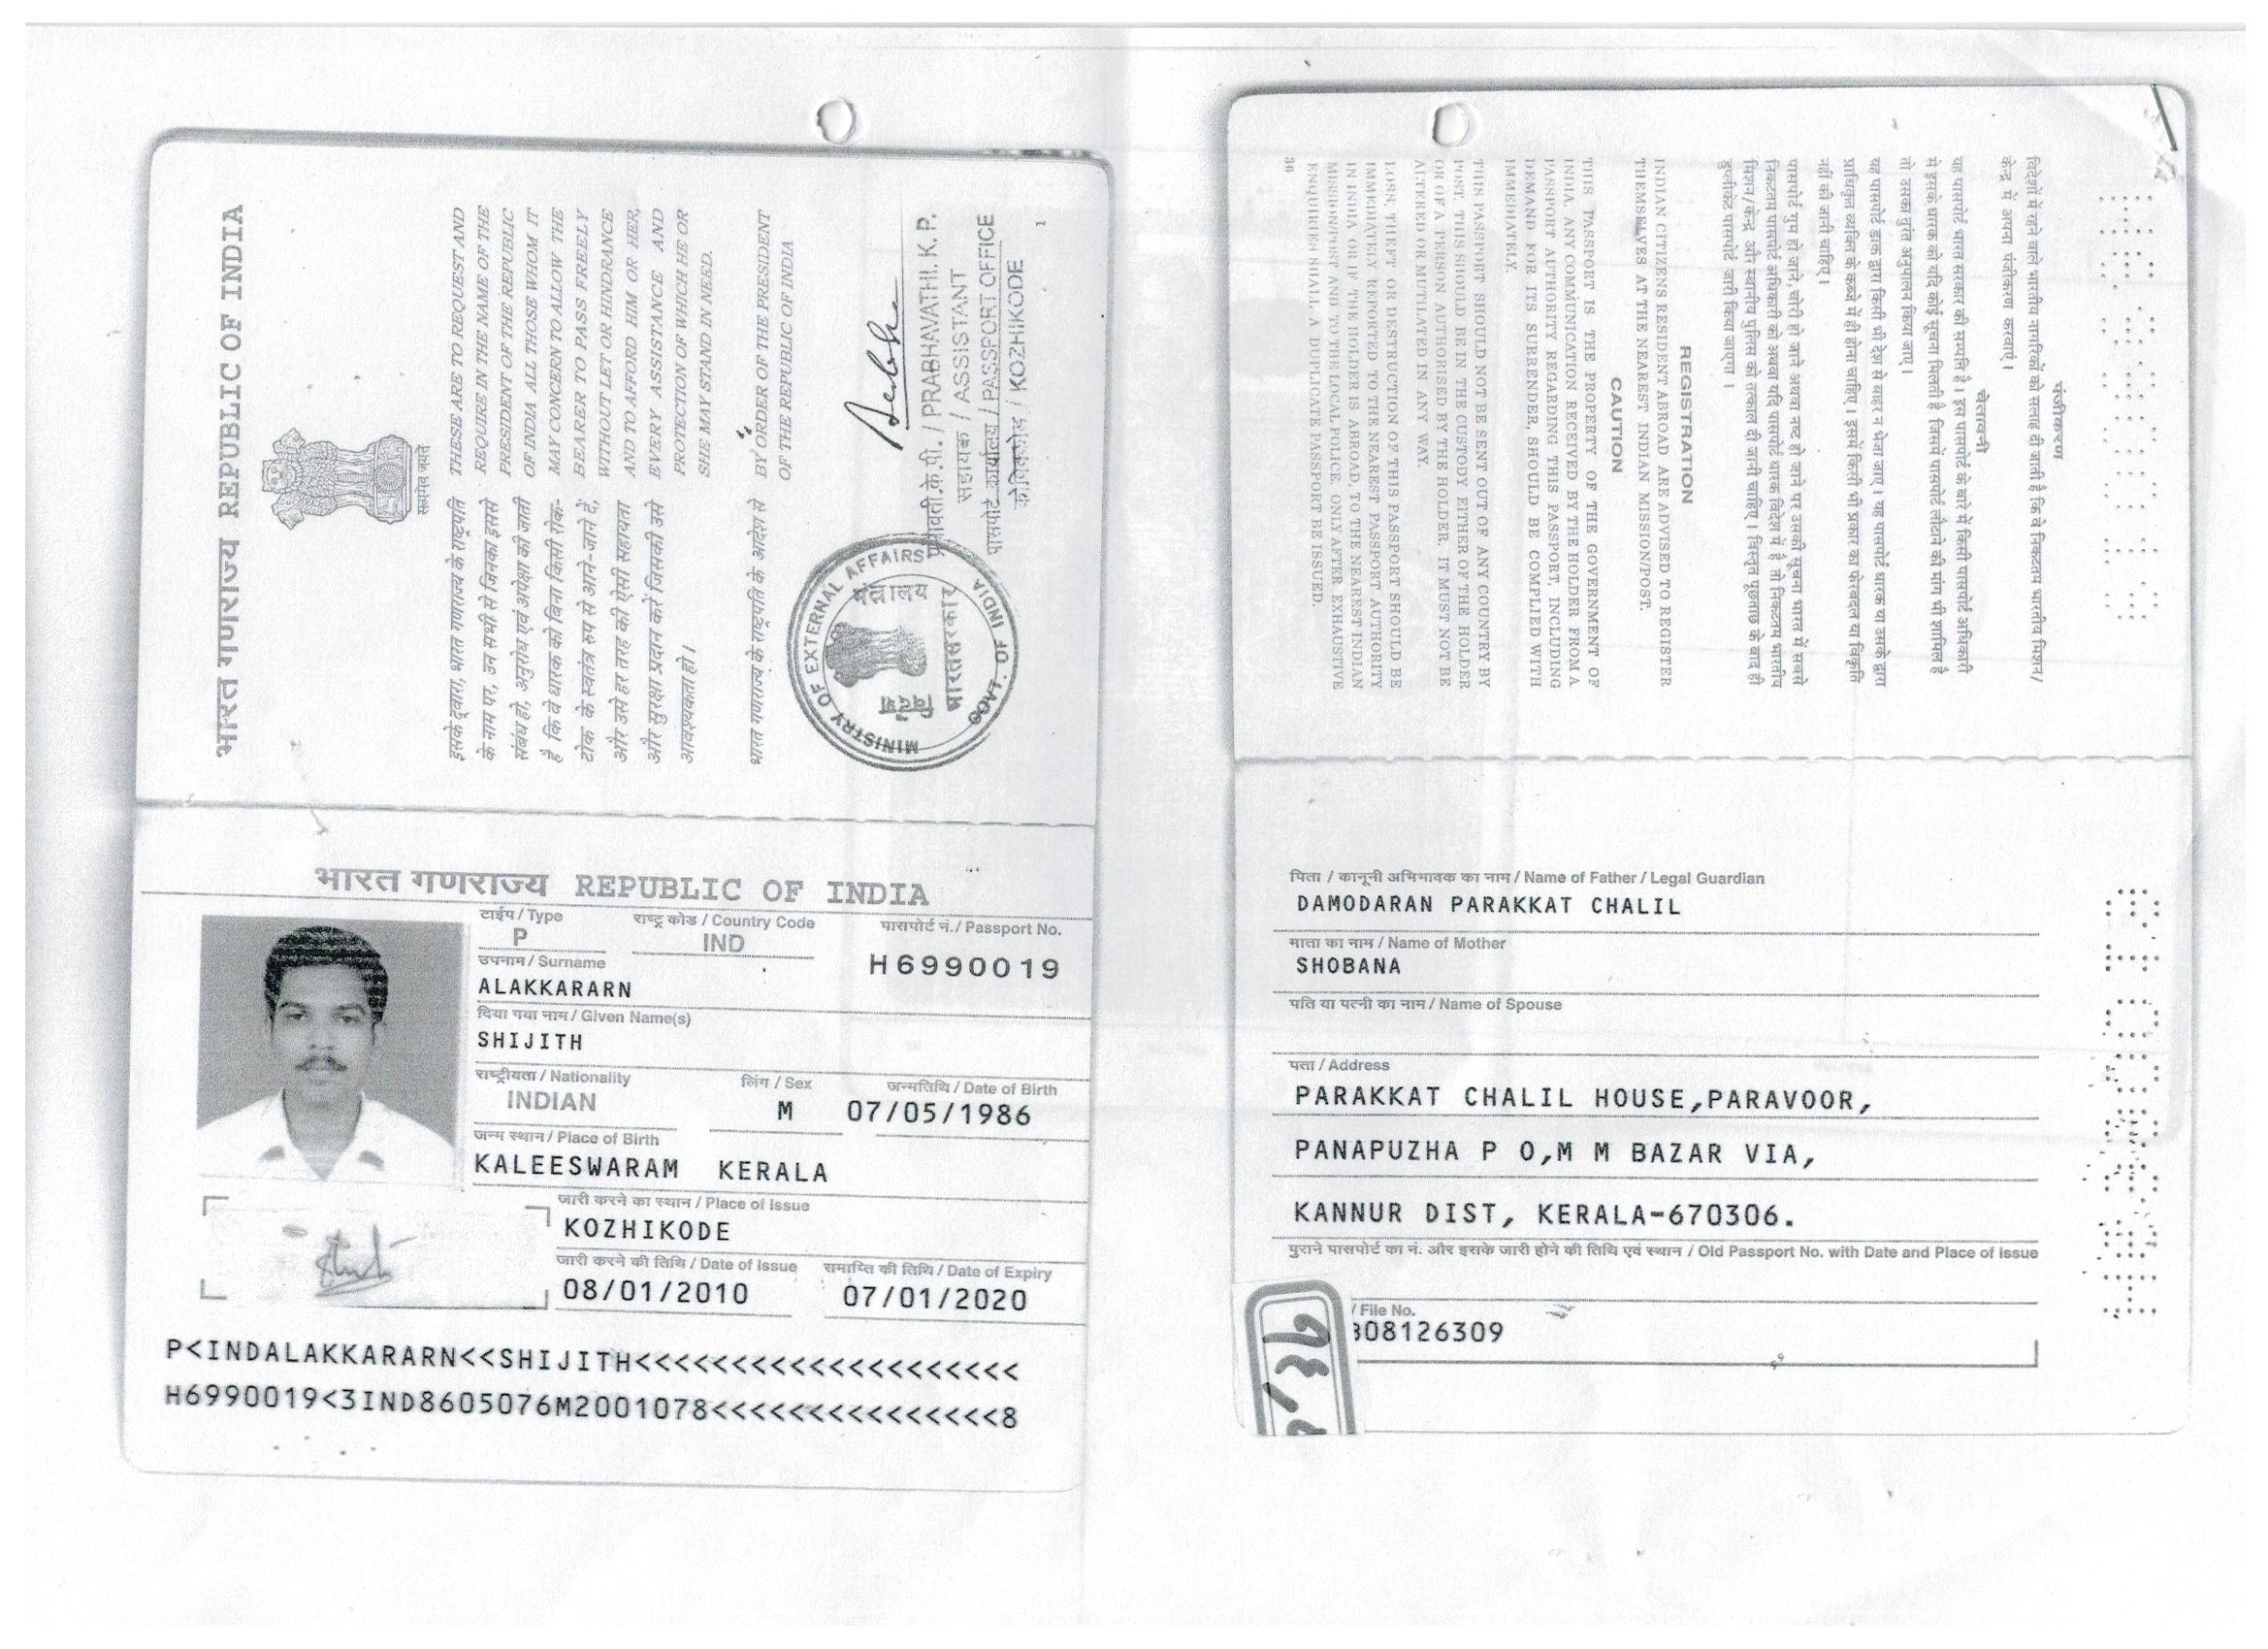 भारत गणराज्य REPUBLIC OF INDIA
सत्यमेव जयते
इसके द्वारा, भारत गणराज्य के राष्ट्रपति
के नाम पर, उन सभी से जिनका इससे
संबंध हो, अनुरोध एवं अपेक्षा की जाती
है कि वे धारक को बिना किसी रोक-
टोक के स्वतंत्र रूप से आने-जाने दें,
और उसे हर तरह की ऐसी सहायता
और सुरक्षा प्रदान करें जिसकी उसे
आवश्यकता हो।
THESE ARE TO REQUEST AND
REQUIRE IN THE NAME OF THE
PRESIDENT OF THE REPUBLIC
OF INDIA ALL THOSE WHOM IT
MAY CONCERN TO ALLOW THE
BEARER TO PASS FREELY
WITHOUT LET OR HINDRANCE
AND TO AFFORD HIM OR HER,
EVERY ASSISTANCE AND
PROTECTION OF WHICH HE OR
SHE MAY STAND IN NEED.
भारत गणराज्य के राष्ट्रपति के आदेश से
BY ORDER OF THE PRESIDENT
OF THE REPUBLIC OF INDIA
MINISTRY OF EXTERNAL AFFAIRS
GOVT. OF INDIA
विदेश मंत्रालय
भारत सरकार
प्रभावती.के.पी. / PRABHAVATHI. K. P.
सहायक / ASSISTANT
पासपोर्ट कार्यालय / PASSPORT OFFICE
कोषिक्कोड / KOZHIKODE
1
भारत गणराज्य REPUBLIC OF INDIA
टाईप / Type
राष्ट्र कोड / Country Code
पासपोर्ट नं. / Passport No.
P
IND
H6990019
उपनाम / Surname
ALAKKARARN
दिया गया नाम / Given Name(s)
SHIJITH
राष्ट्रीयता / Nationality
लिंग / Sex
जन्मतिथि / Date of Birth
INDIAN
M
07/05/1986
जन्म स्थान / Place of Birth
KALEESWARAM KERALA
जारी करने का स्थान / Place of Issue
KOZHIKODE
जारी करने की तिथि / Date of Issue
समाप्ति की तिथि / Date of Expiry
08/01/2010
07/01/2020
P<INDALAKKARARN<<SHIJITH<<<<<<<<<<<<<<<<<<<<
H6990019<3IND8605076M2001078<<<<<<<<<<<<<<<8
पंजीकरण
विदेशों में रहने वाले भारतीय नागरिकों को सलाह दी जाती है कि वे निकटतम भारतीय मिशन/
केन्द्र में अपना पंजीकरण करवाएं।
चेतावनी
यह पासपोर्ट भारत सरकार की सम्पत्ति है। इस पासपोर्ट के बारे में किसी पासपोर्ट अधिकारी
से इसके धारक को यदि कोई सूचना मिलती है जिसमें पासपोर्ट लौटाने की मांग भी शामिल है
तो उसका तुरंत अनुपालन किया जाए।
यह पासपोर्ट डाक द्वारा किसी भी देश से बाहर न भेजा जाए। यह पासपोर्ट धारक या उसके द्वारा
प्राधिकृत व्यक्ति के कब्जे में ही होना चाहिए। इसमें किसी भी प्रकार का फेरबदल या विकृति
नहीं की जानी चाहिए।
पासपोर्ट गुम हो जाने, चोरी हो जाने अथवा नष्ट हो जाने पर उसकी सूचना भारत में सबसे
निकटतम पासपोर्ट अधिकारी को अथवा यदि पासपोर्ट धारक विदेश में है तो निकटतम भारतीय
मिशन/केन्द्र और स्थानीय पुलिस को तत्काल दी जानी चाहिए। विस्तृत पूछताछ के बाद ही
डुप्लीकेट पासपोर्ट जारी किया जाएगा।
REGISTRATION
INDIAN CITIZENS RESIDENT ABROAD ARE ADVISED TO REGISTER
THEMSELVES AT THE NEAREST INDIAN MISSION/POST.
CAUTION
THIS PASSPORT IS THE PROPERTY OF THE GOVERNMENT OF
INDIA. ANY COMMUNICATION RECEIVED BY THE HOLDER FROM A
PASSPORT AUTHORITY REGARDING THIS PASSPORT, INCLUDING
DEMAND FOR ITS SURRENDER, SHOULD BE COMPLIED WITH
IMMEDIATELY.
THIS PASSPORT SHOULD NOT BE SENT OUT OF ANY COUNTRY BY
POST. THIS SHOULD BE IN THE CUSTODY EITHER OF THE HOLDER
OR OF A PERSON AUTHORISED BY THE HOLDER. IT MUST NOT BE
ALTERED OR MUTILATED IN ANY WAY.
LOSS, THEFT OR DESTRUCTION OF THIS PASSPORT SHOULD BE
IMMEDIATELY REPORTED TO THE NEAREST PASSPORT AUTHORITY
IN INDIA OR IF THE HOLDER IS ABROAD, TO THE NEAREST INDIAN
MISSION/POST AND TO THE LOCAL POLICE. ONLY AFTER EXHAUSTIVE
ENQUIRIES SHALL A DUPLICATE PASSPORT BE ISSUED.
36
पिता / कानूनी अभिभावक का नाम / Name of Father / Legal Guardian
DAMODARAN PARAKKAT CHALIL
माता का नाम / Name of Mother
SHOBANA
पति या पत्नी का नाम / Name of Spouse
पता / Address
PARAKKAT CHALIL HOUSE,PARAVOOR,
PANAPUZHA P O,M M BAZAR VIA,
KANNUR DIST, KERALA-670306.
पुराने पासपोर्ट का नं. और इसके जारी होने की तिथि एवं स्थान / Old Passport No. with Date and Place of Issue
/ File No.
808126309